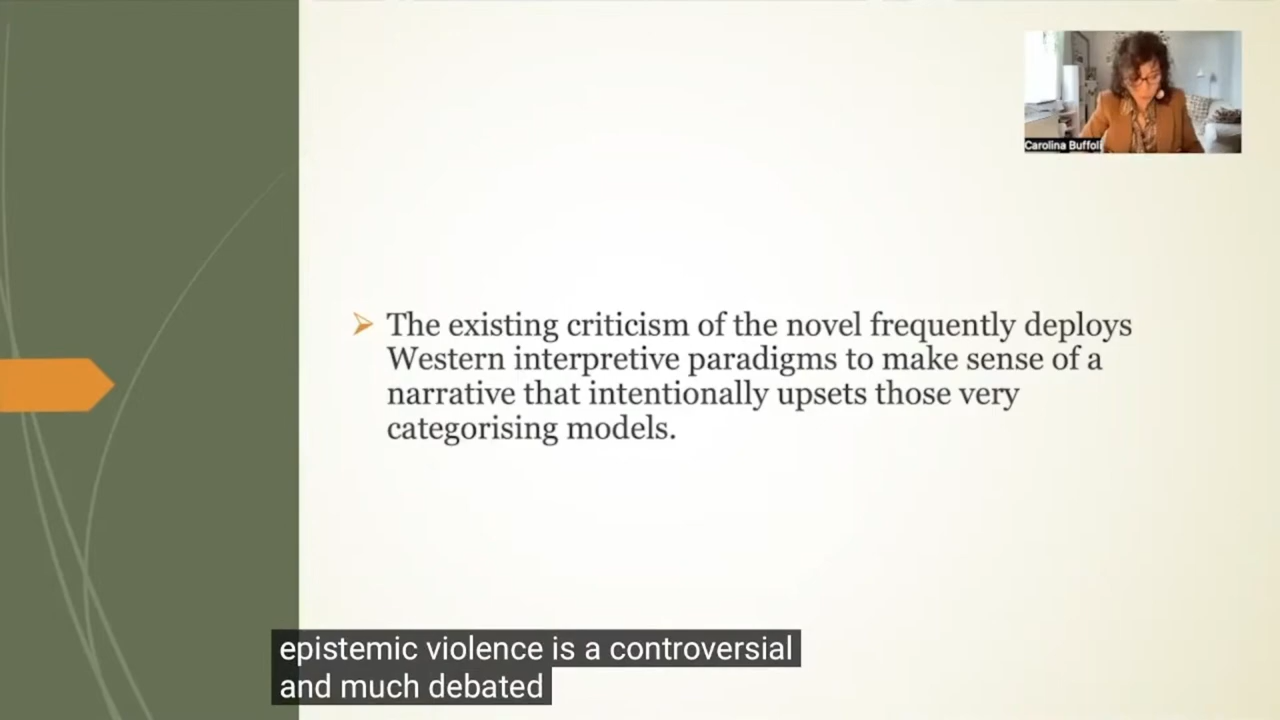 Carolina Buffoli
The existing criticism of the novel frequently deploys
Western interpretive paradigms to make sense of a
narrative that intentionally upsets those very
categorising models.
epistemic violence is a controversial
and much debated